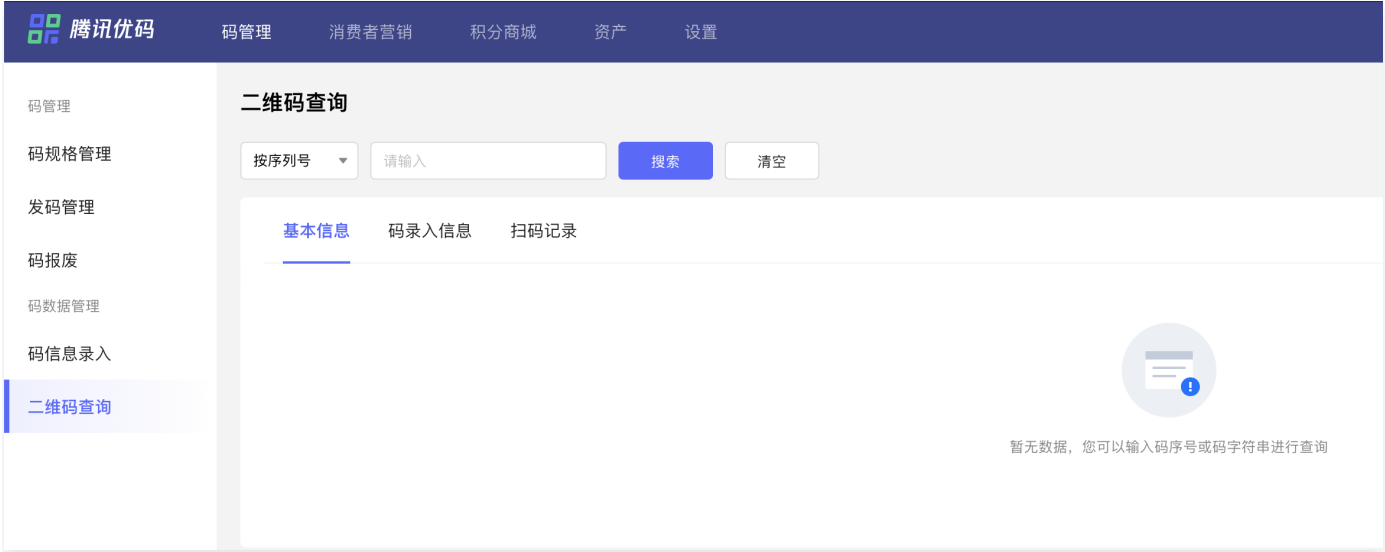 腾讯优码 码管理 消费者营销 积分商城 资产 设置
码管理
码规格管理
发码管理
码报废
码数据管理
码信息录入
二维码查询
二维码查询
按序列号 请输入 搜索 清空
基本信息 码录入信息 扫码记录
暂无数据，您可以输入码序号或码字符串进行查询